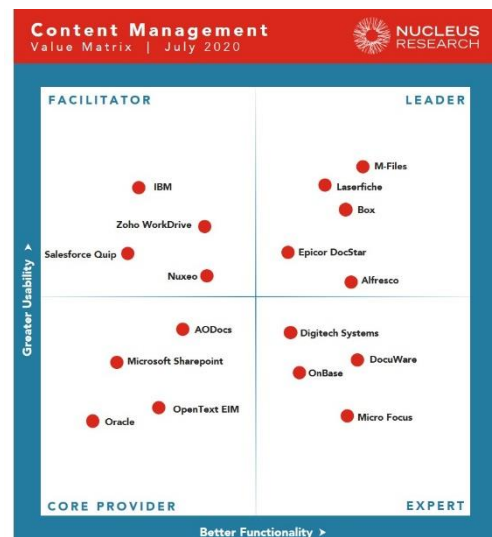 Content Management
Value Matrix | July 2020
NUCLEUS
RESEARCH
FACILITATOR
LEADER
M-Files
IBM
Laserfiche
Box
Zoho WorkDrive
Salesforce Quip
Epicor DocStar
Nuxeo
Alfresco
AODocs
Digitech Systems
Microsoft Sharepoint
DocuWare
OnBase
OpenText EIM
Oracle
Micro Focus
CORE PROVIDER
EXPERT
Greater Usability >
Better Functionality >